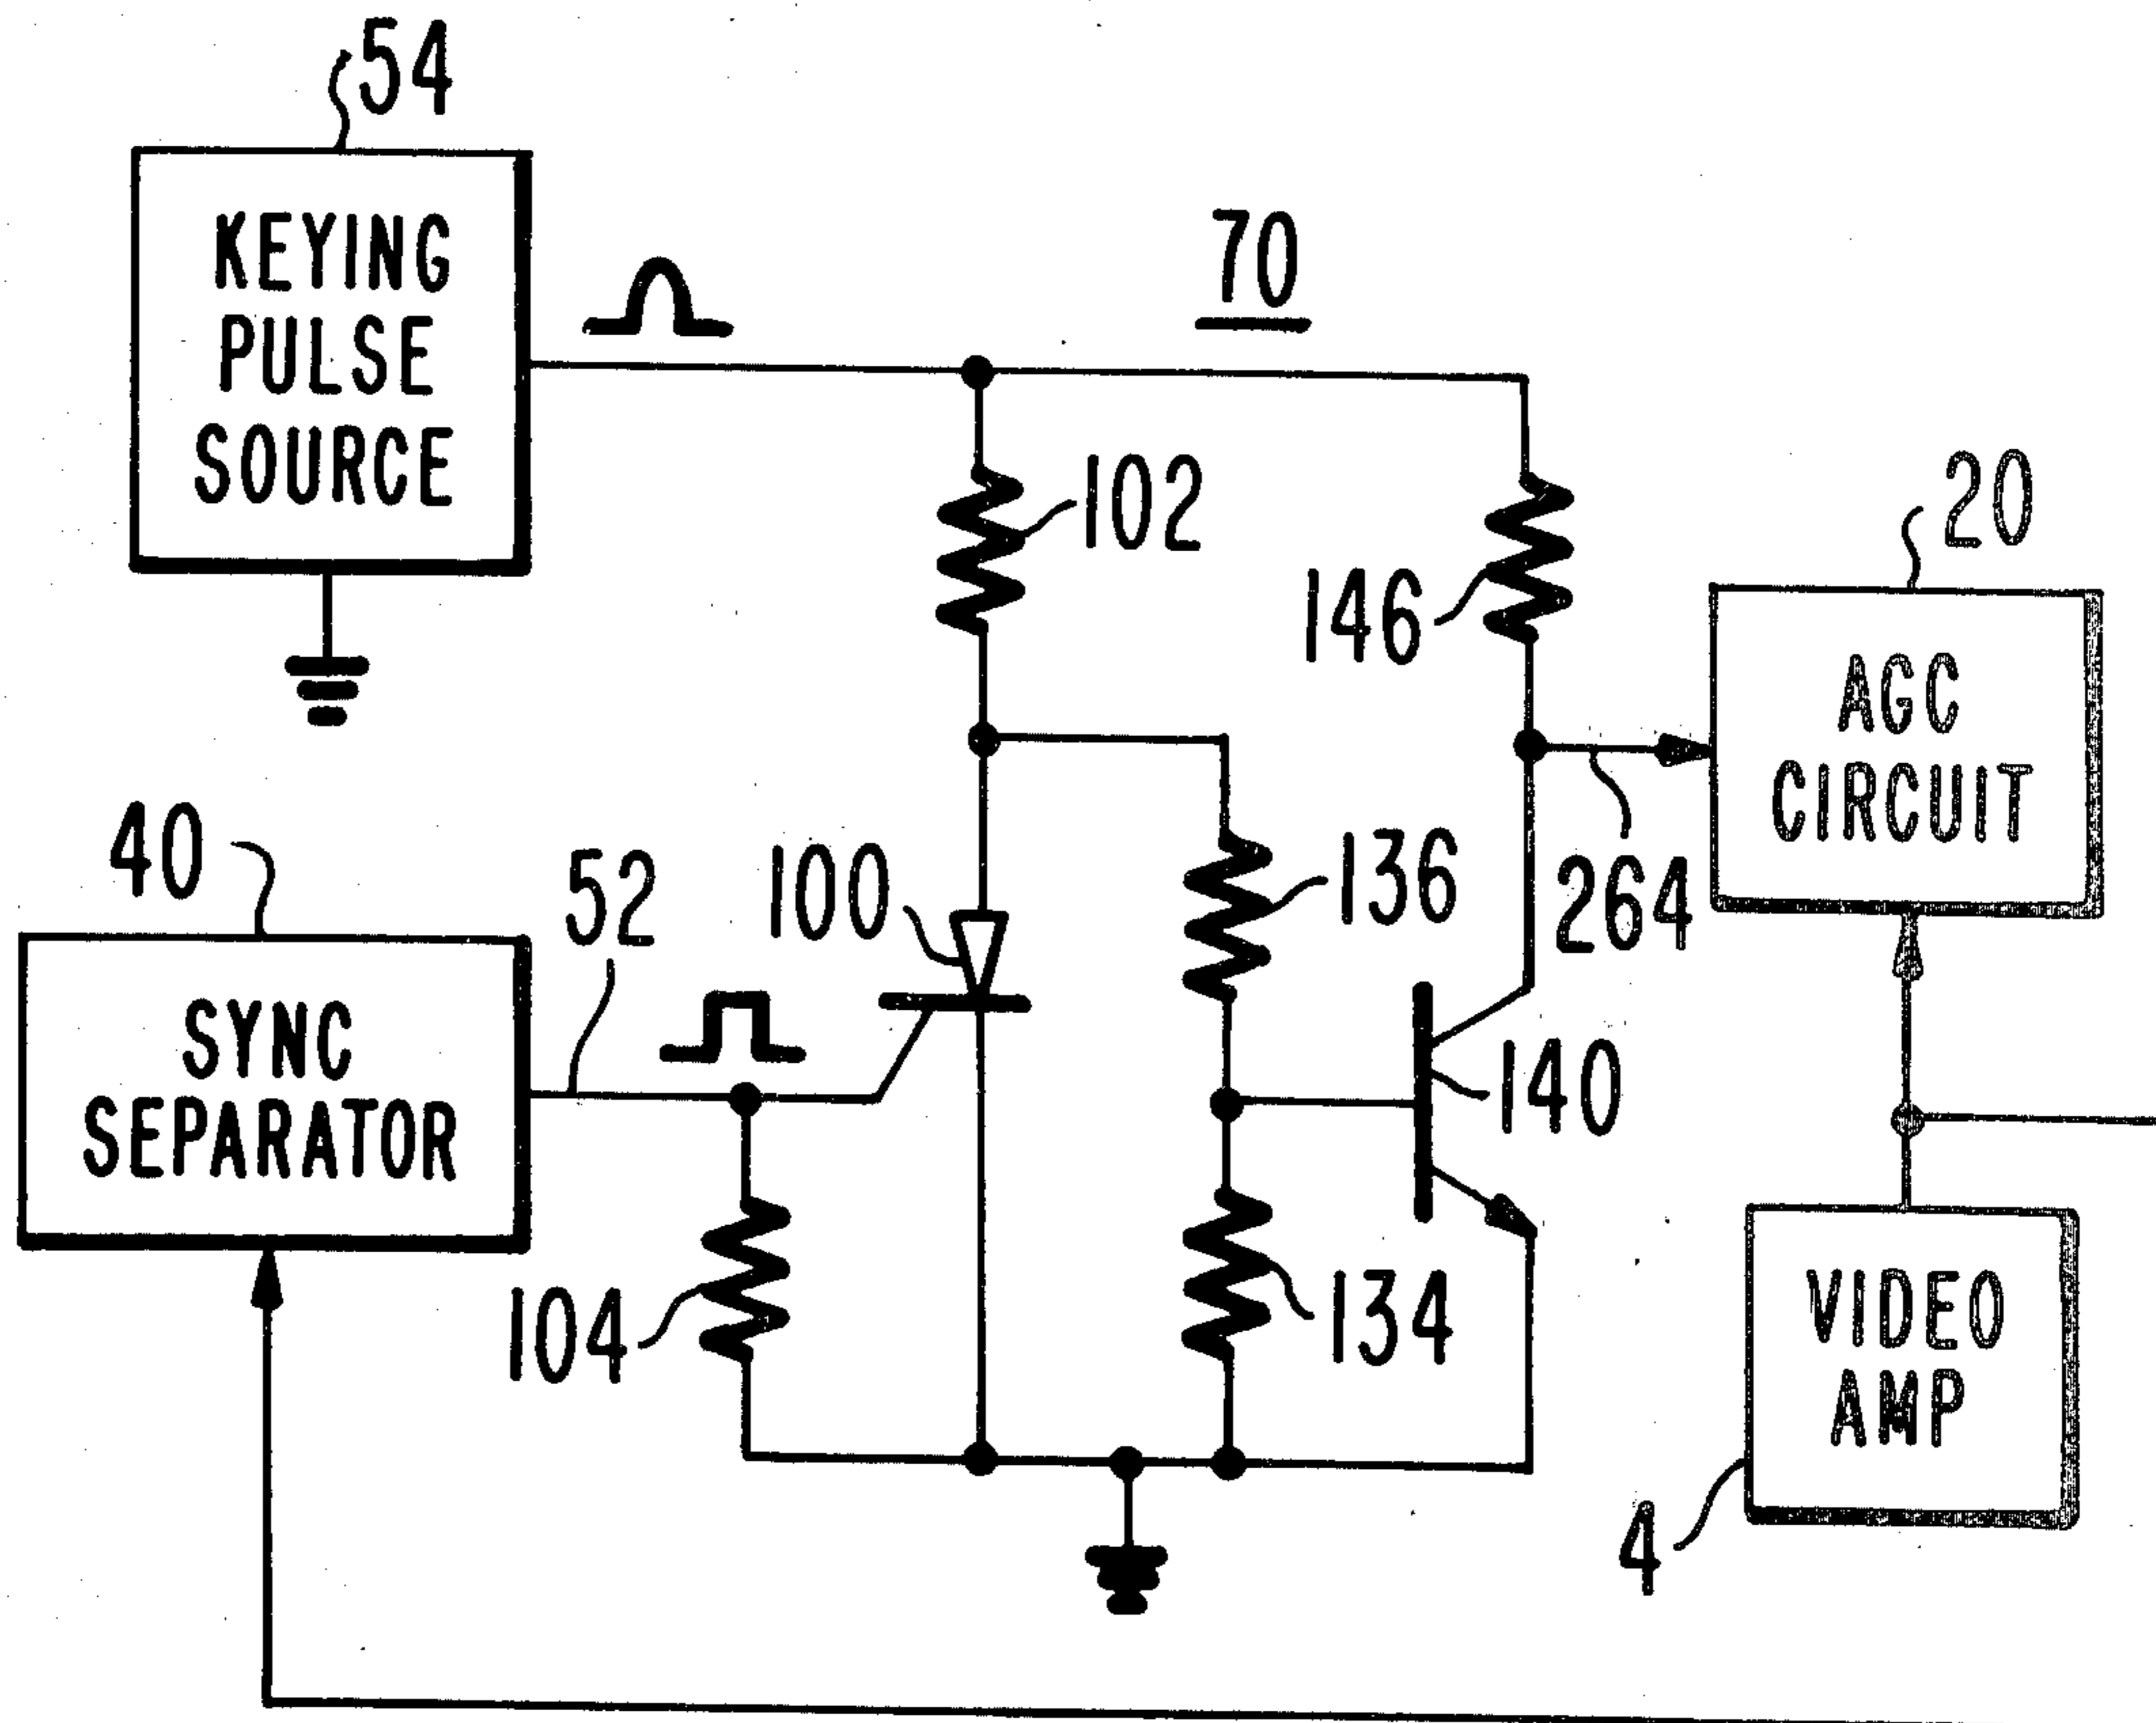 54
KEYING
PULSE
SOURCE
70
102
146
20
AGC
CIRCUIT
40
52
100
136
264
SYNC
SEPARATOR
140
104
134
VIDEO
AMP
4